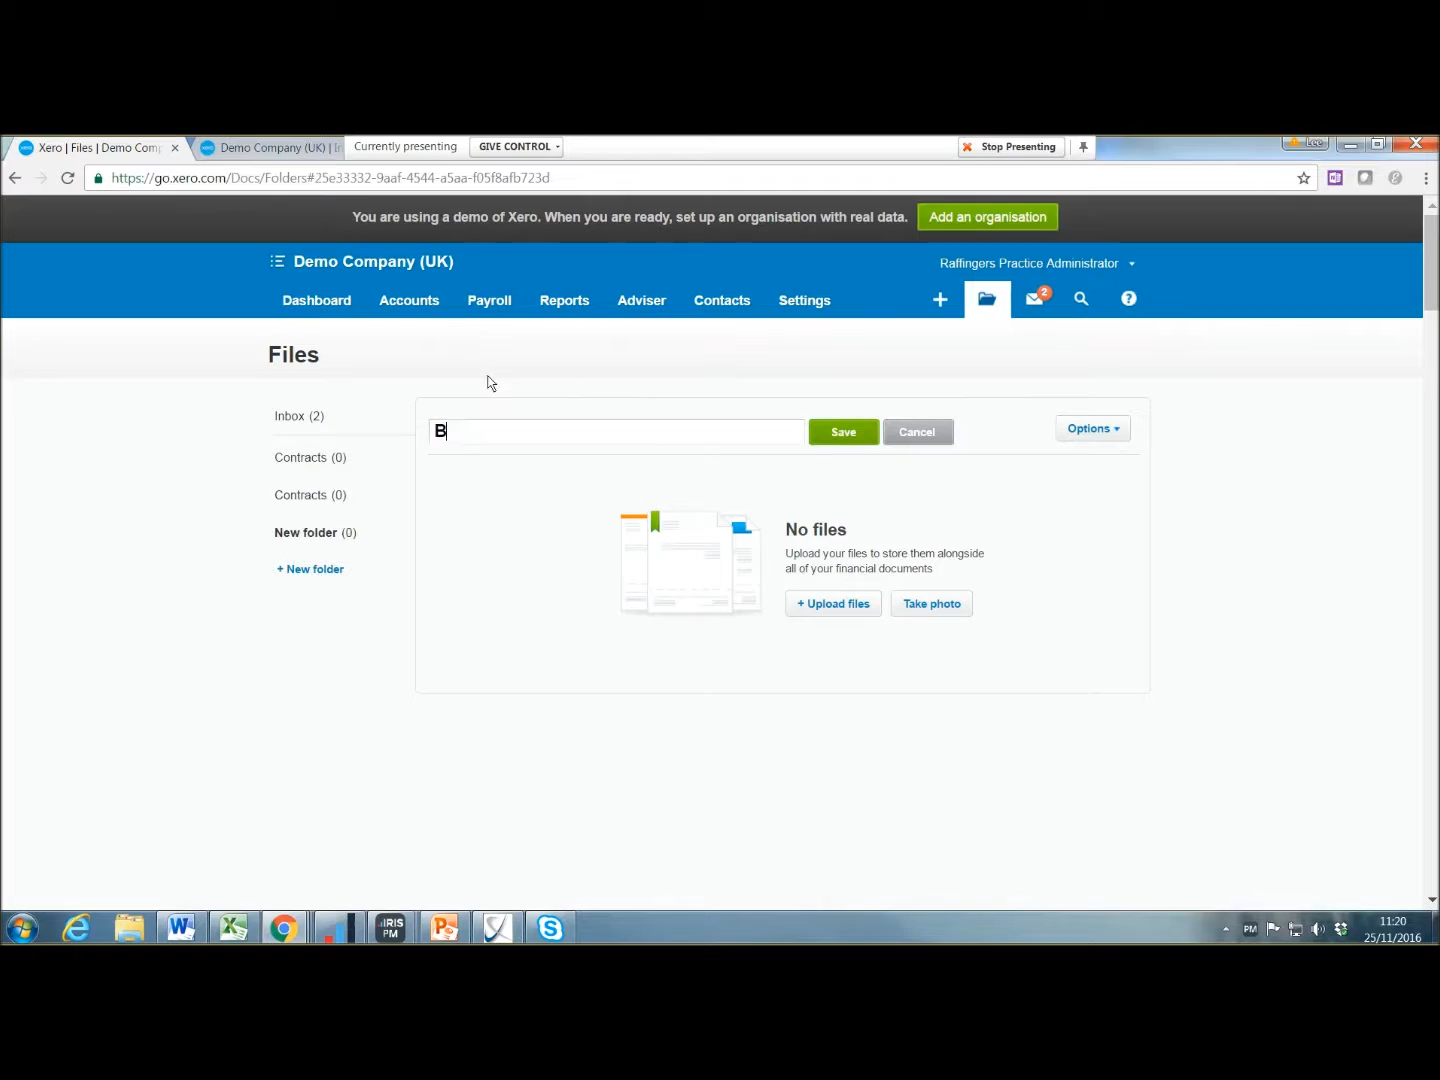 Xero | Files | Demo Comp
Demo Company (UK) | In
Currently presenting
GIVE CONTROL
Stop Presenting
Lee
https://go.xero.com/Docs/Folders#25e33332-9aaf-4544-a5aa-f05f8afb723d
You are using a demo of Xero. When you are ready, set up an organisation with real data.
Add an organisation
Demo Company (UK)
Raffingers Practice Administrator
Dashboard
Accounts
Payroll
Reports
Adviser
Contacts
Settings
2
Files
Inbox (2)
Contracts (0)
Contracts (0)
New folder (0)
+ New folder
B
Save
Cancel
Options
No files
Upload your files to store them alongside
all of your financial documents
+ Upload files
Take photo
IRIS
PM
PM
11:20
25/11/2016